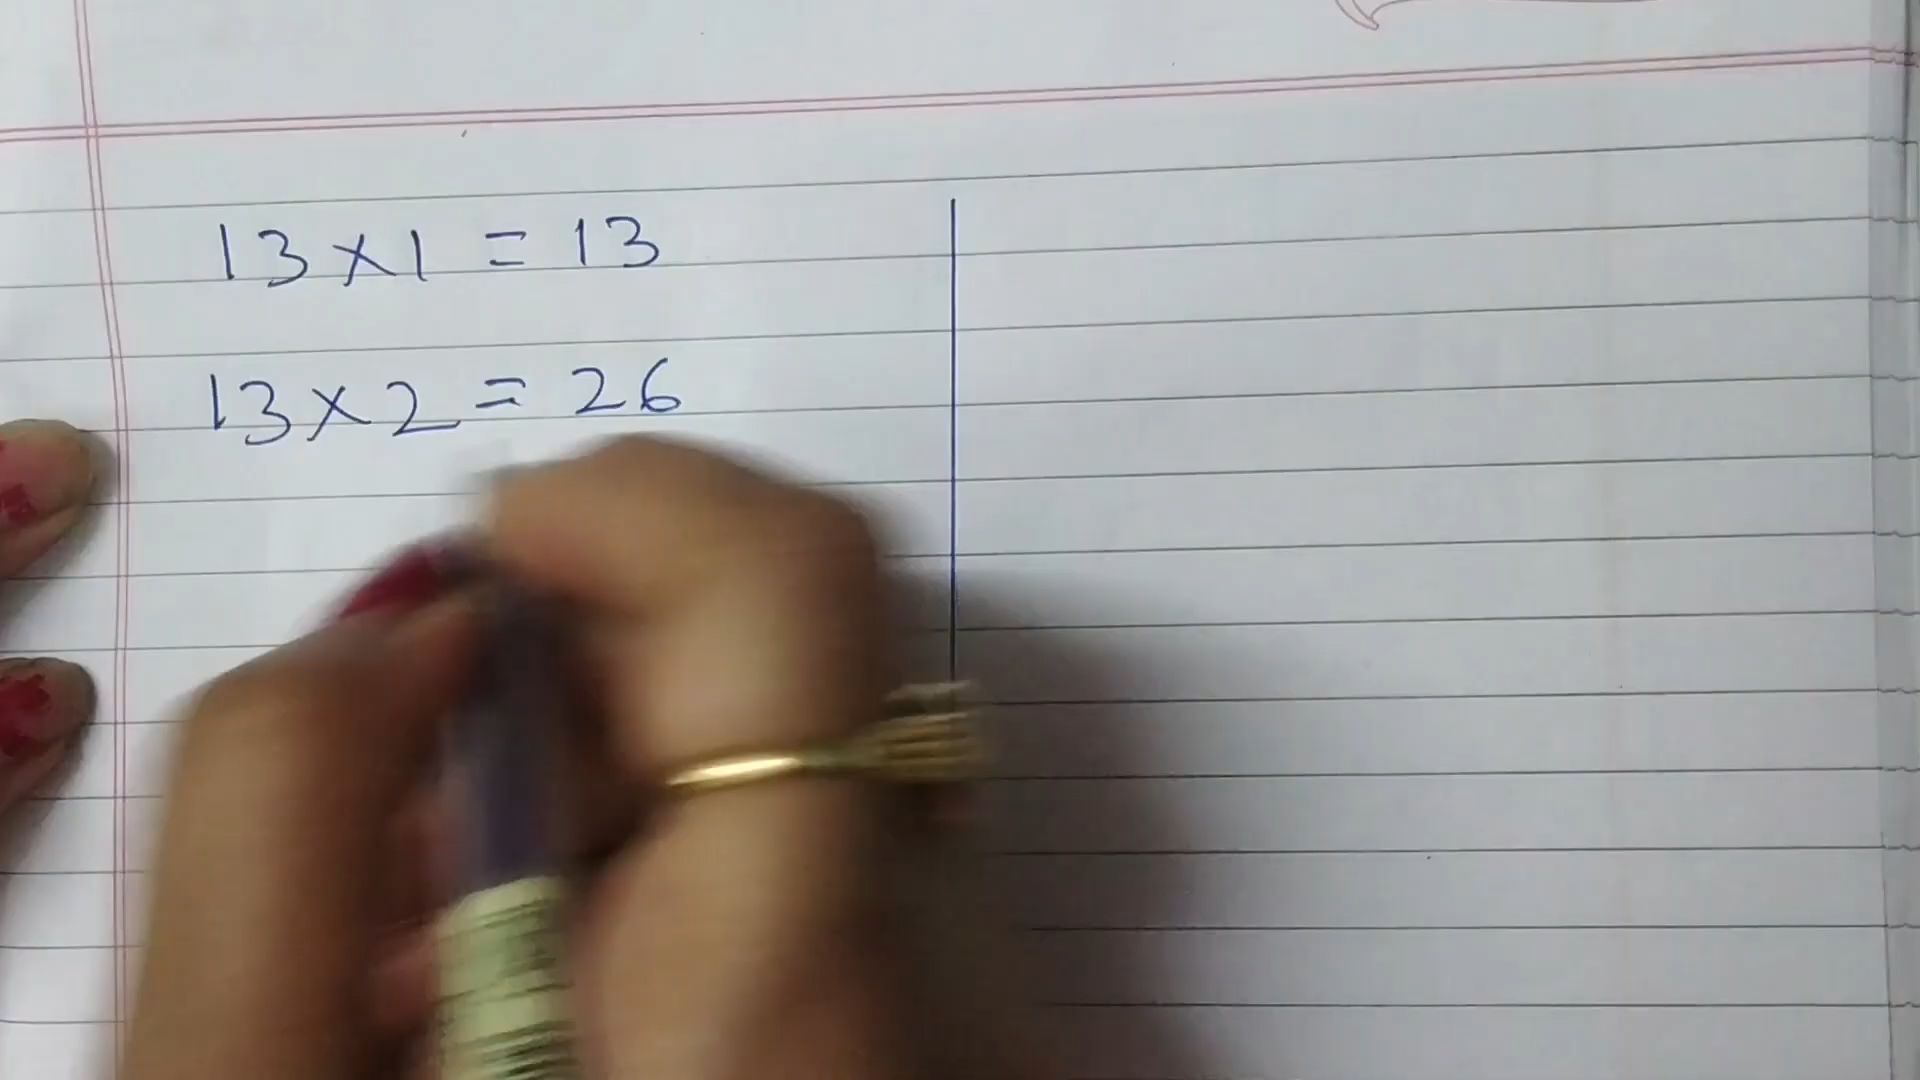 13×1 = 13
13×2 = 26